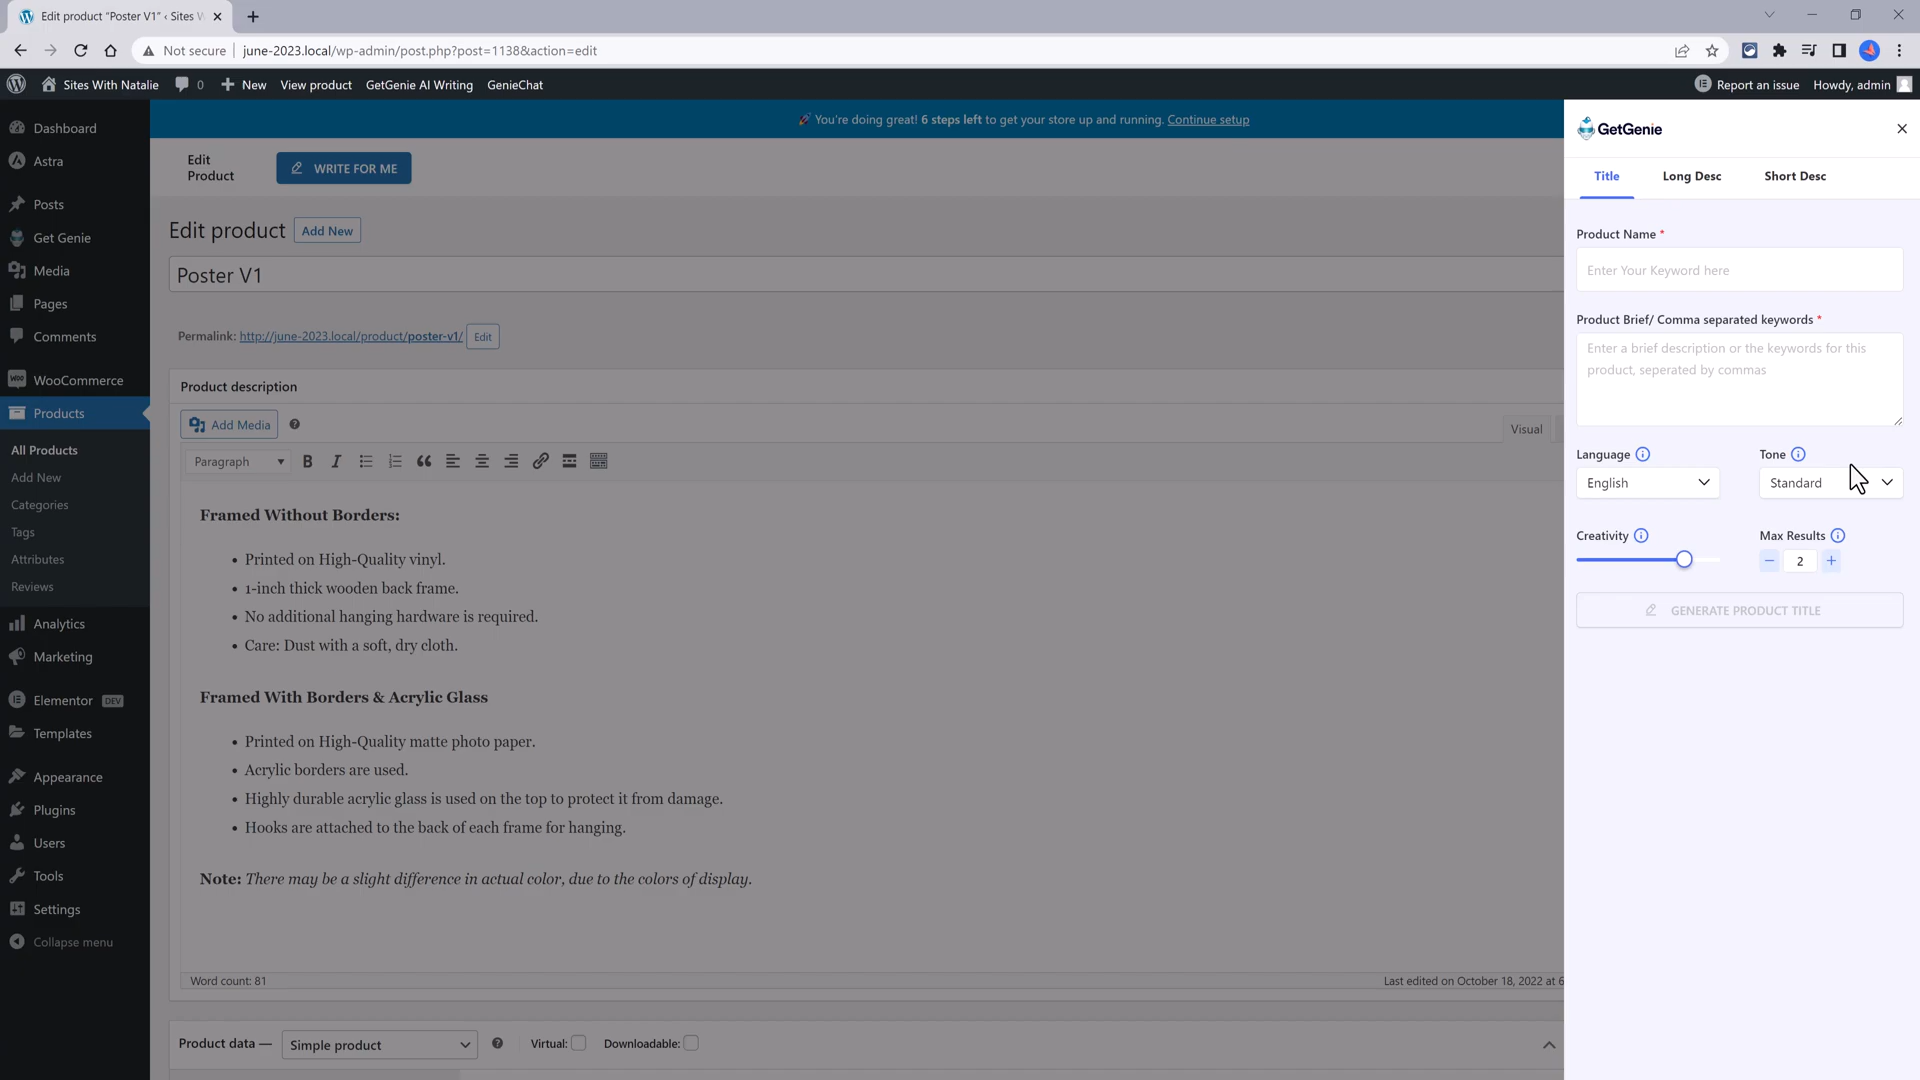 Edit product “Poster V1” ‹ Sites W
Not secure
june-2023.local/wp-admin/post.php?post=1138&action=edit
Sites With Natalie
0
New
View product
GetGenie AI Writing
GenieChat
Report an issue
Howdy, admin
Dashboard
Astra
Posts
Get Genie
Media
Pages
Comments
WooCommerce
Products
All Products
Add New
Categories
Tags
Attributes
Reviews
Analytics
Marketing
Elementor DEV
Templates
Appearance
Plugins
Users
Tools
Settings
Collapse menu
🚀 You're doing great! 6 steps left to get your store up and running. Continue setup
Edit
Product
WRITE FOR ME
Edit product
Add New
Poster V1
Permalink: http://june-2023.local/product/poster-v1/ Edit
Product description
Add Media
Visual
Paragraph
B I
Framed Without Borders:
• Printed on High-Quality vinyl.
• 1-inch thick wooden back frame.
• No additional hanging hardware is required.
• Care: Dust with a soft, dry cloth.
Framed With Borders & Acrylic Glass
• Printed on High-Quality matte photo paper.
• Acrylic borders are used.
• Highly durable acrylic glass is used on the top to protect it from damage.
• Hooks are attached to the back of each frame for hanging.
Note: There may be a slight difference in actual color, due to the colors of display.
Word count: 81
Last edited on October 18, 2022 at 6
Product data —
Simple product
Virtual:
Downloadable:
GetGenie
Title
Long Desc
Short Desc
Product Name *
Enter Your Keyword here
Product Brief/ Comma separated keywords *
Enter a brief description or the keywords for this
product, seperated by commas
Language
Tone
English
Standard
Creativity
Max Results
− 2 +
GENERATE PRODUCT TITLE